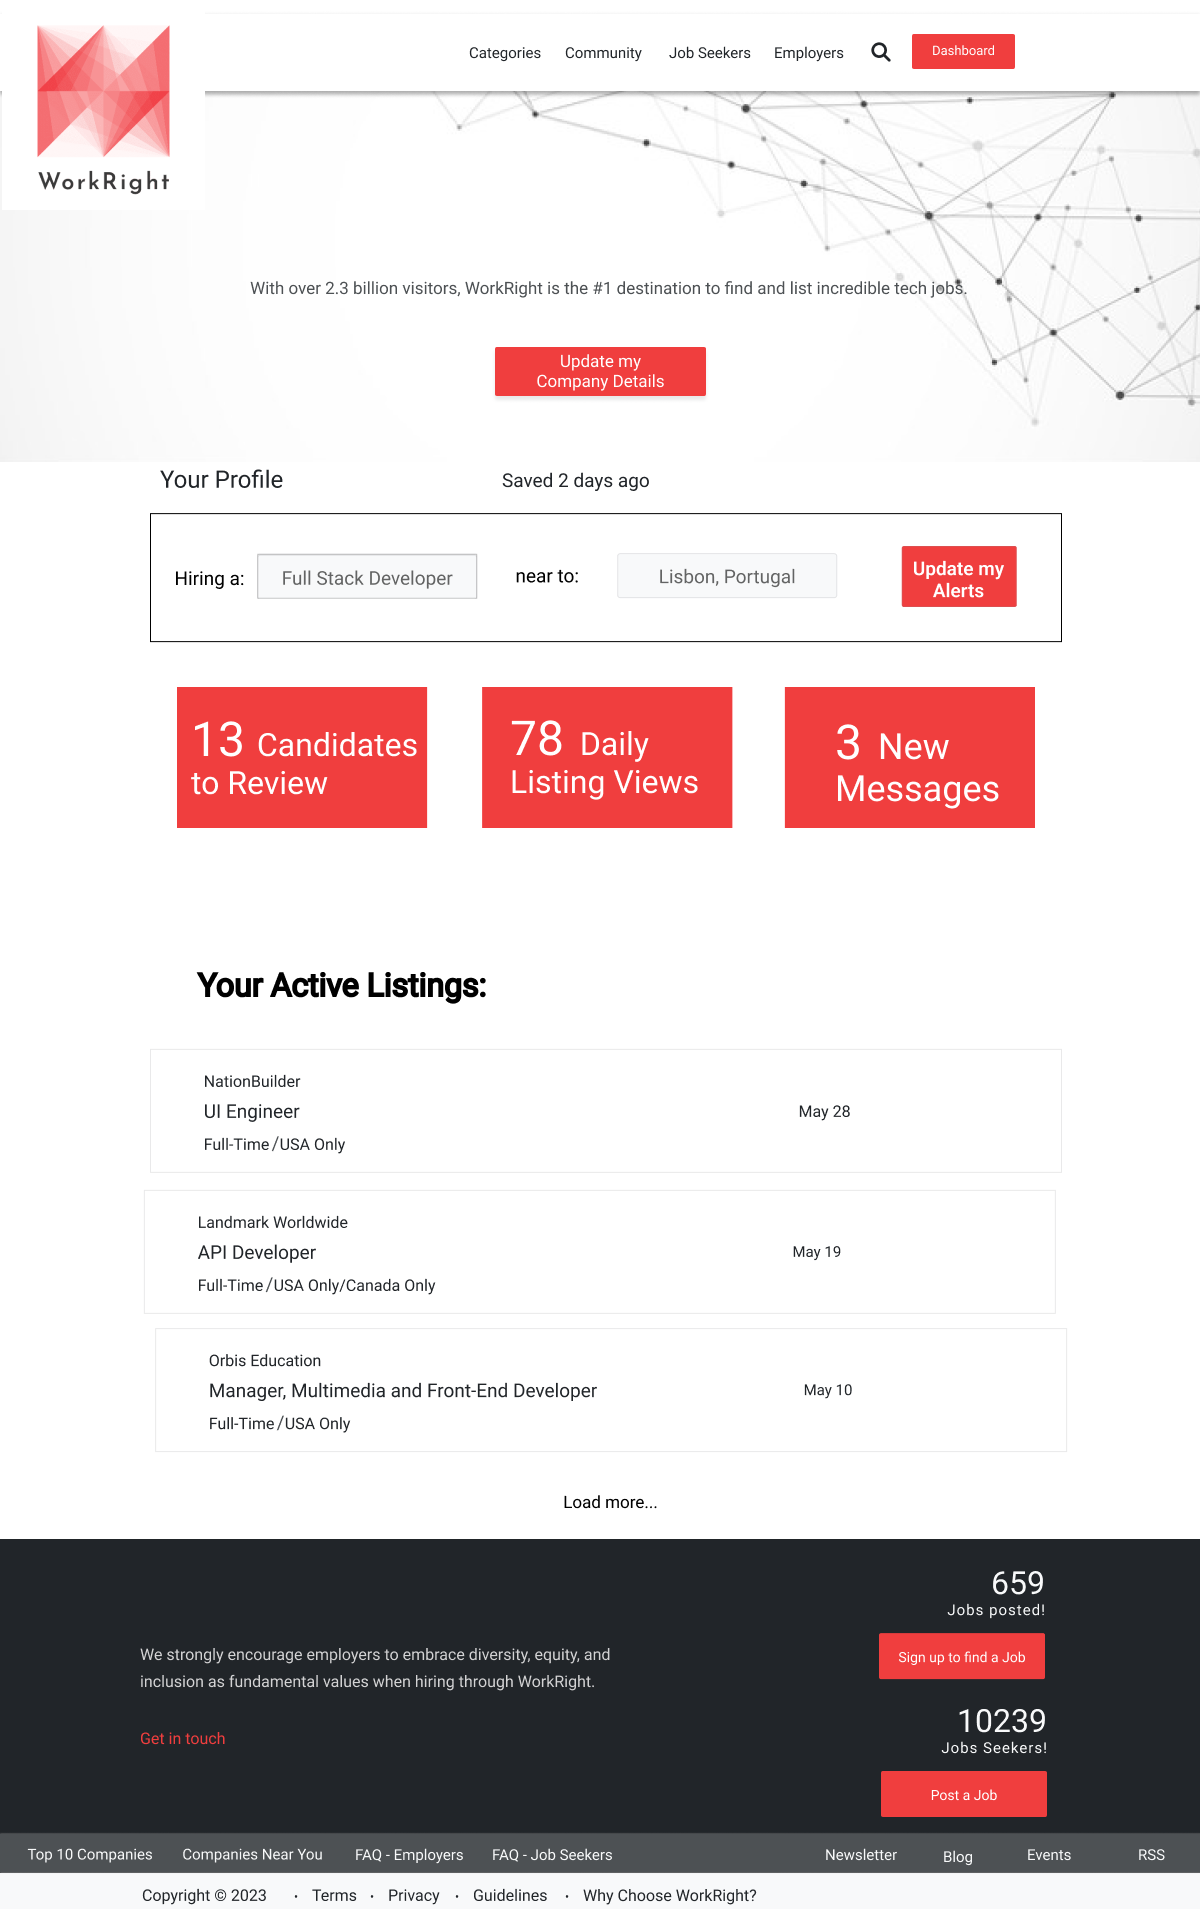 Categories Community Job Seekers Employers Dashboard
WorkRight
With over 2.3 billion visitors, WorkRight is the #1 destination to find and list incredible tech jobs.
Update my
Company Details
Your Profile Saved 2 days ago
Hiring a: Full Stack Developer near to: Lisbon, Portugal
Update my
Alerts
13 Candidates
to Review
78 Daily
Listing Views
3 New
Messages
Your Active Listings:
NationBuilder
UI Engineer May 28
Full-Time/USA Only
Landmark Worldwide
API Developer May 19
Full-Time/USA Only/Canada Only
Orbis Education
Manager, Multimedia and Front-End Developer May 10
Full-Time/USA Only
Load more...
659
Jobs posted!
We strongly encourage employers to embrace diversity, equity, and
inclusion as fundamental values when hiring through WorkRight.
Sign up to find a Job
Get in touch
10239
Jobs Seekers!
Post a Job
Top 10 Companies Companies Near You FAQ - Employers FAQ - Job Seekers Newsletter Blog Events RSS
Copyright © 2023 · Terms · Privacy · Guidelines · Why Choose WorkRight?